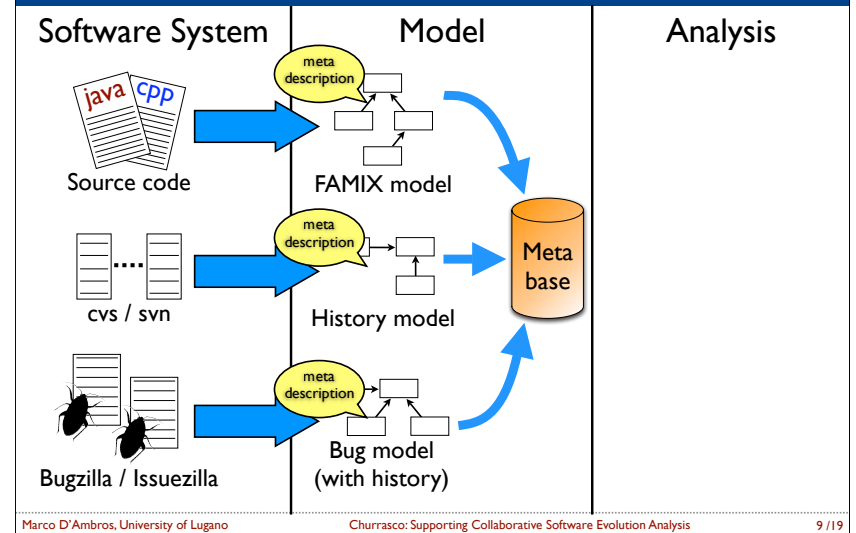 Software System
Model
Analysis
java
cpp
Source code
meta
description
FAMIX model
cvs / svn
meta
description
History model
Meta
base
Bugzilla / Issuezilla
meta
description
Bug model
(with history)
Marco D'Ambros, University of Lugano
Churrasco: Supporting Collaborative Software Evolution Analysis
9 /19